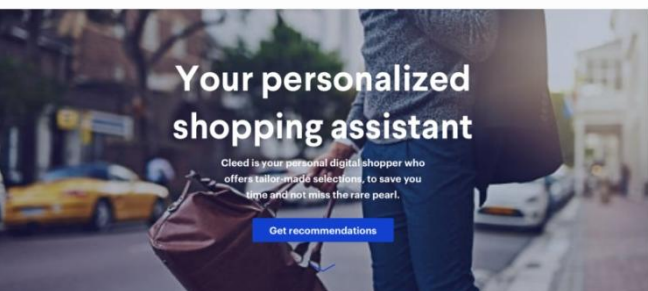 Your personalized
shopping assistant
Cleed is your personal digital shopper who
offers tailor-made selections, to save you
time and not miss the rare pearl.
Get recommendations